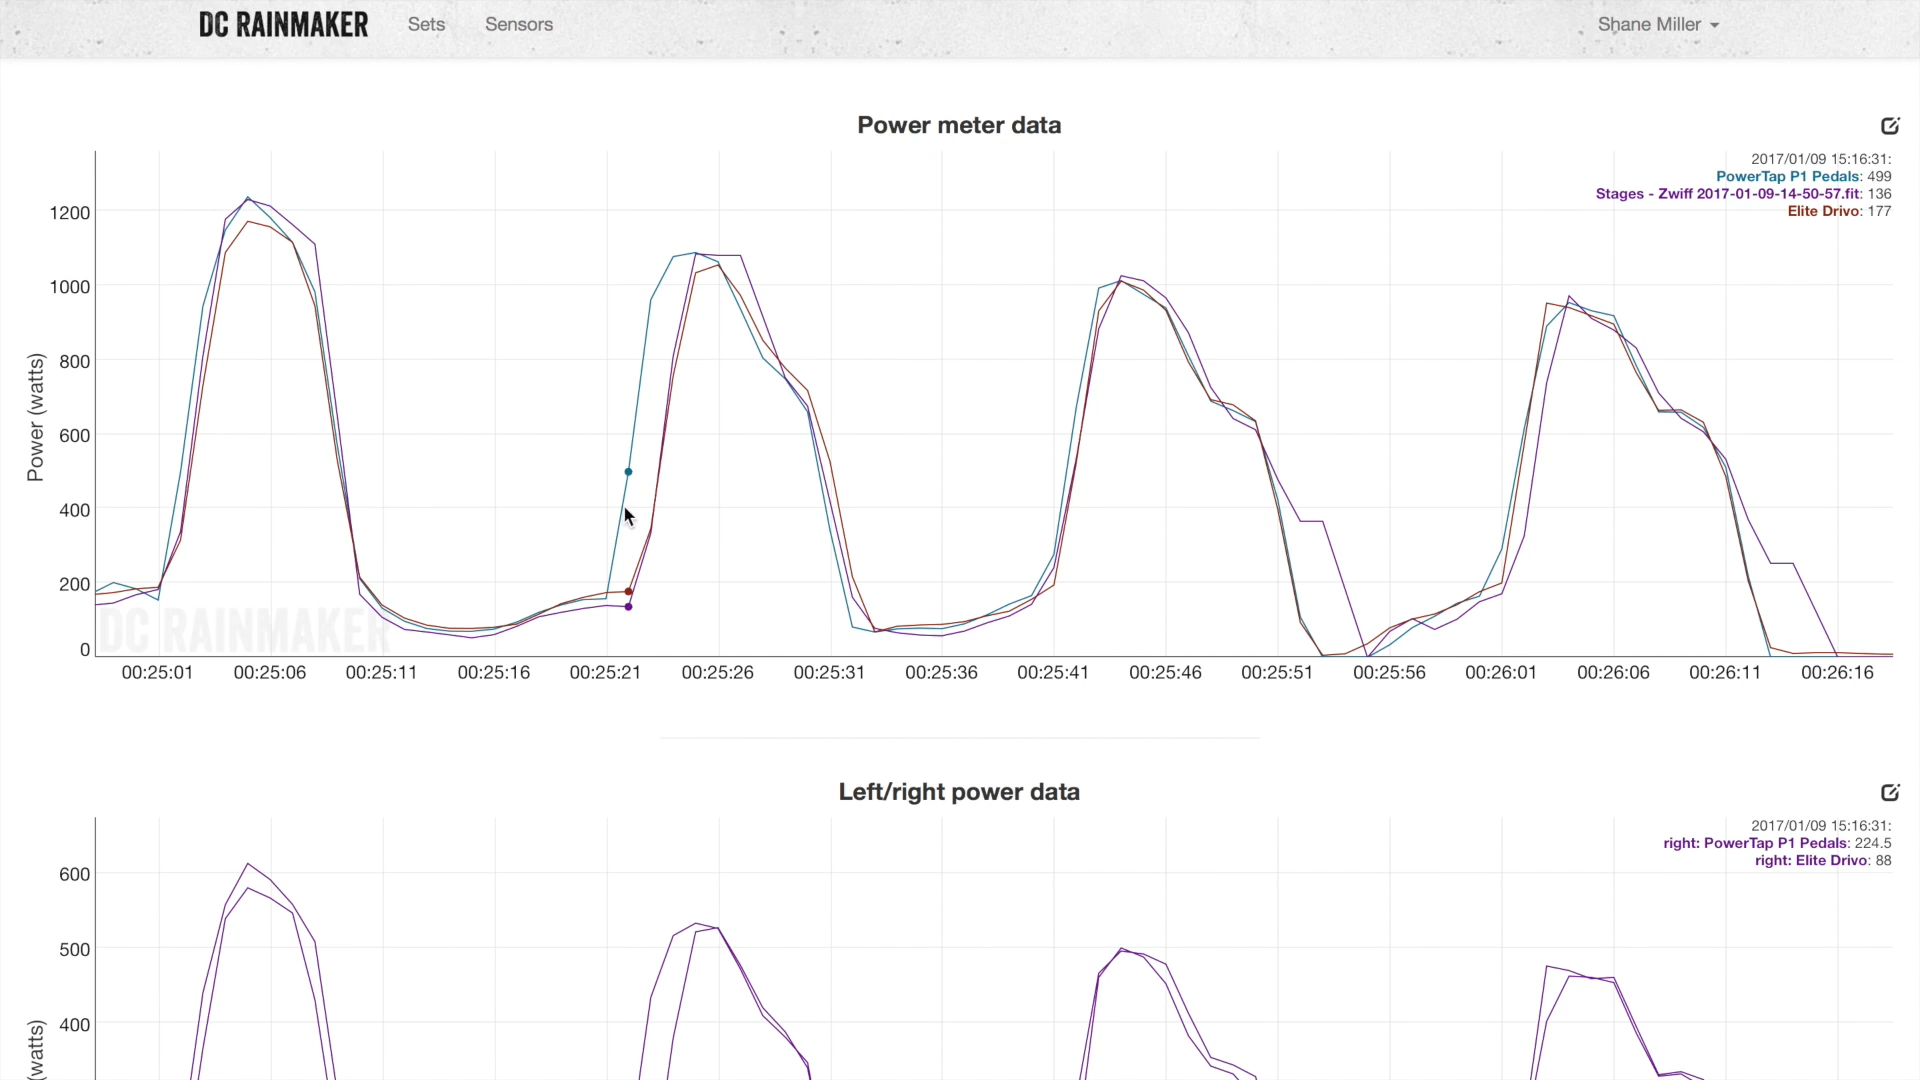 DC RAINMAKER Sets Sensors Shane Miller
Power meter data
2017/01/09 15:16:31:
PowerTap P1 Pedals: 499
Stages - Zwiff 2017-01-09-14-50-57.fit: 136
Elite Drivo: 177
Power (watts)
1200
1000
800
600
400
200
0
DC RAINMAKER
00:25:01 00:25:06 00:25:11 00:25:16 00:25:21 00:25:26 00:25:31 00:25:36 00:25:41 00:25:46 00:25:51 00:25:56 00:26:01 00:26:06 00:26:11 00:26:16
Left/right power data
2017/01/09 15:16:31:
right: PowerTap P1 Pedals: 224.5
right: Elite Drivo: 88
600
500
400
(watts)